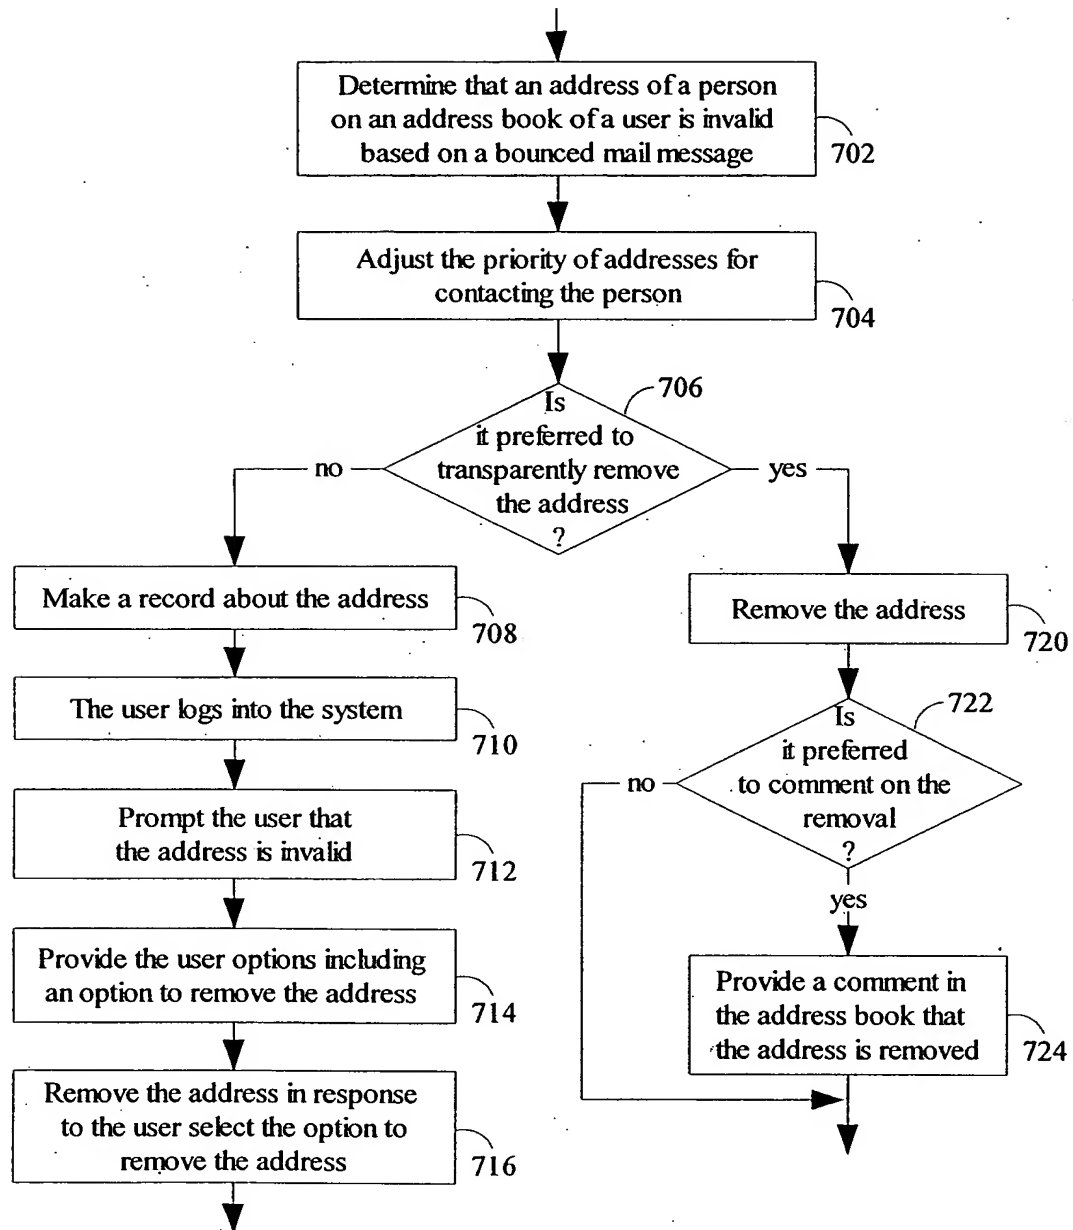 Determine that an address of a person
on an address book of a user is invalid
based on a bounced mail message
702
Adjust the priority of addresses for
contacting the person
704
706
Is
it preferred to
transparently remove
the address
?
no
yes
Make a record about the address
708
The user logs into the system
710
Prompt the user that
the address is invalid
712
Provide the user options including
an option to remove the address
714
Remove the address in response
to the user select the option to
remove the address
716
Remove the address
720
722
Is
it preferred
to comment on the
removal
?
no
yes
Provide a comment in
the address book that
the address is removed
724